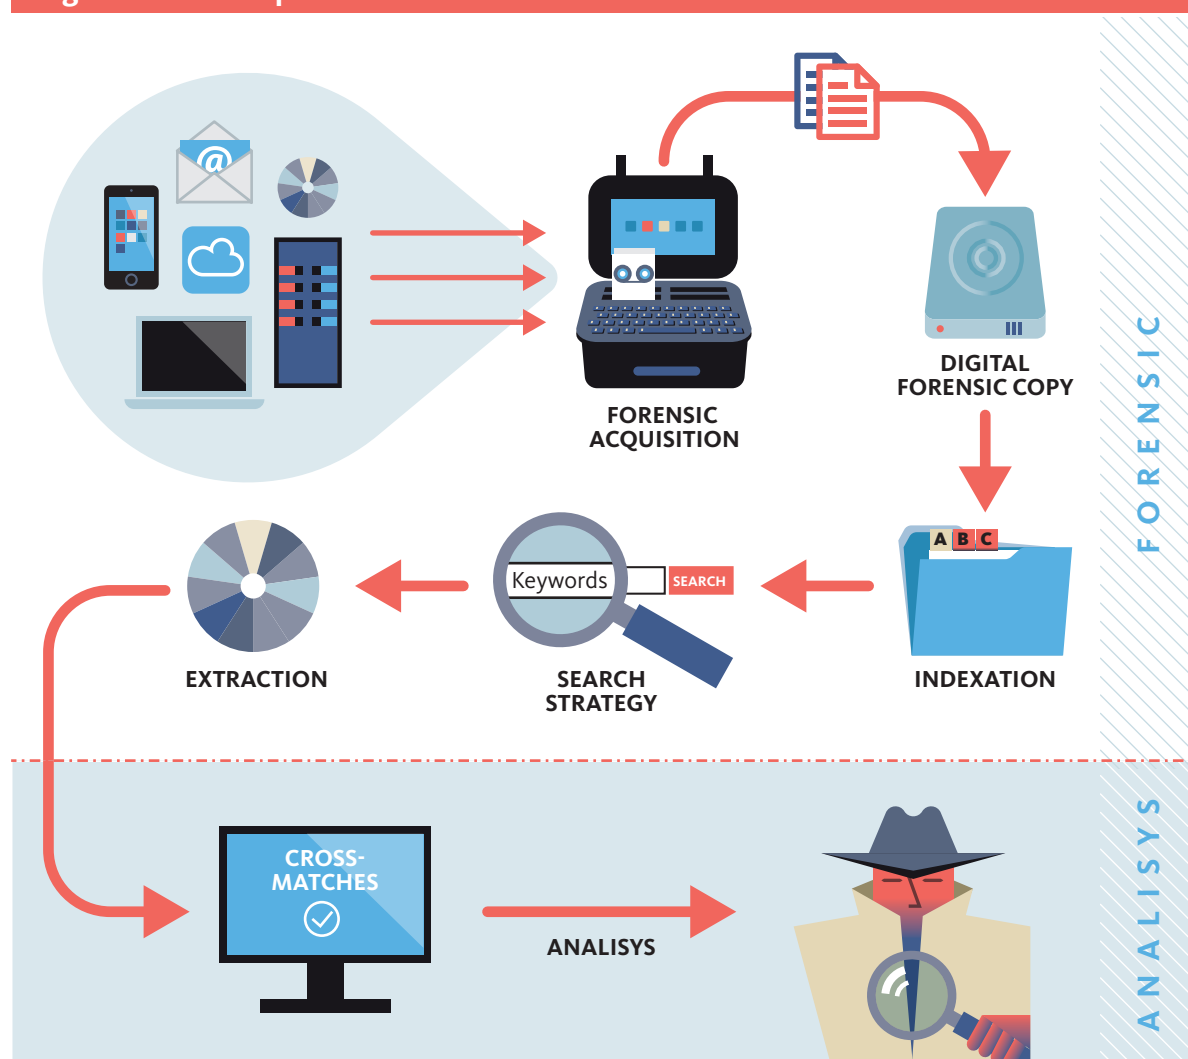 @
FORENSIC
ACQUISITION
DIGITAL
FORENSIC COPY
FORENSIC
A B C
Keywords
SEARCH
EXTRACTION
SEARCH
STRATEGY
INDEXATION
CROSS-
MATCHES
ANALISYS
ANALISYS